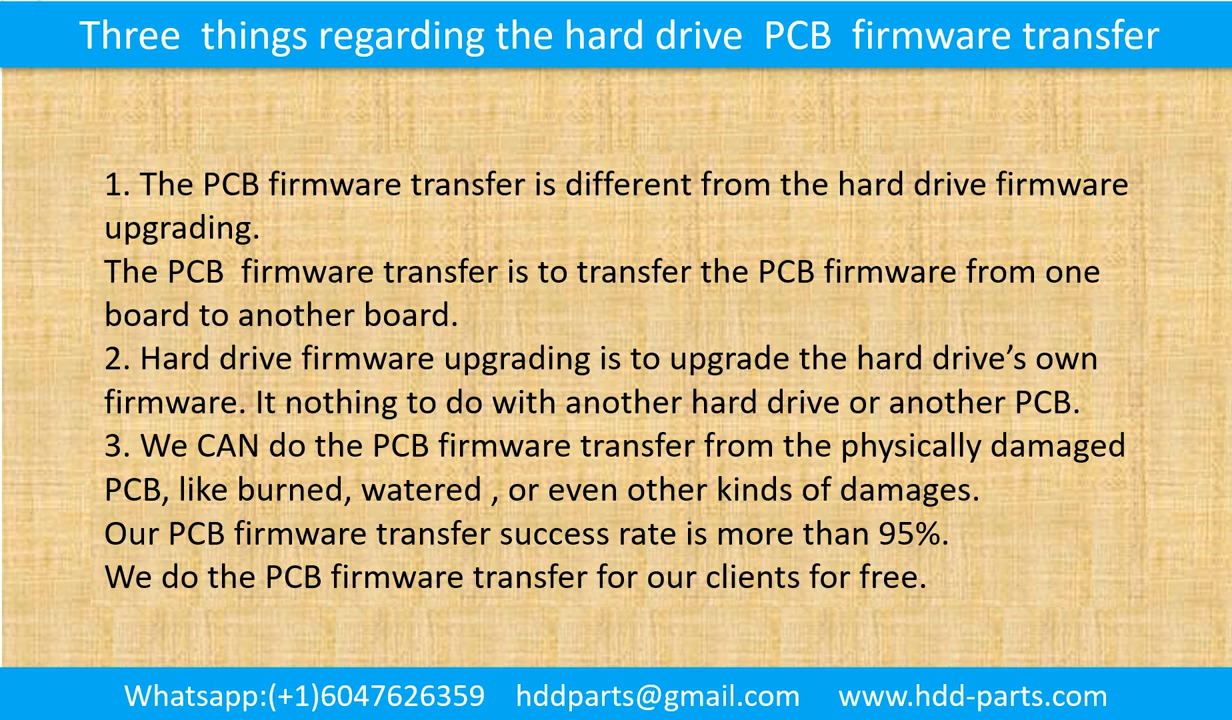 Three  things regarding the hard drive  PCB  firmware transfer
1. The PCB firmware transfer is different from the hard drive firmware
upgrading.
The PCB  firmware transfer is to transfer the PCB firmware from one
board to another board.
2. Hard drive firmware upgrading is to upgrade the hard drive’s own
firmware. It nothing to do with another hard drive or another PCB.
3. We CAN do the PCB firmware transfer from the physically damaged
PCB, like burned, watered , or even other kinds of damages.
Our PCB firmware transfer success rate is more than 95%.
We do the PCB firmware transfer for our clients for free.
Whatsapp:(+1)6047626359    hddparts@gmail.com    www.hdd-parts.com